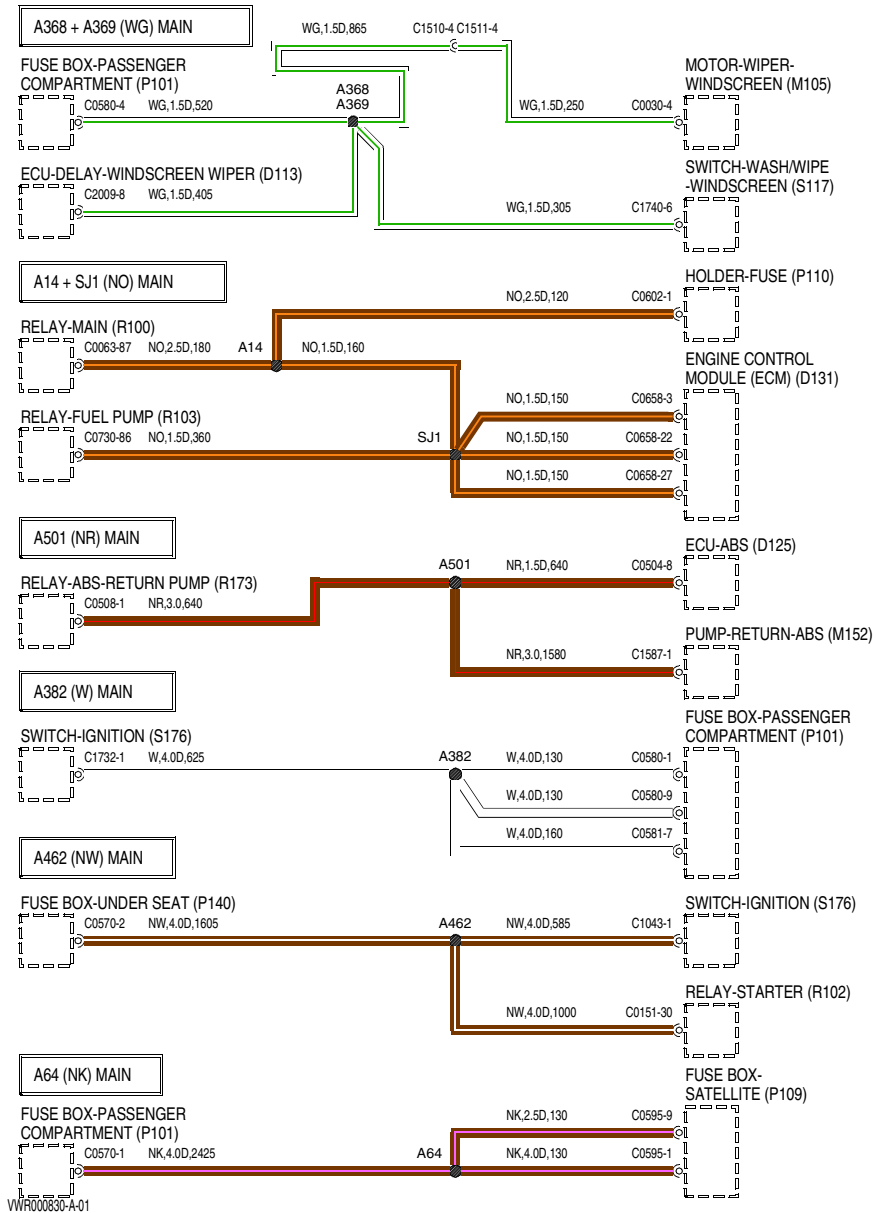 A368 + A369 (WG) MAIN
WG,1.5D,865
C1510-4 C1511-4
FUSE BOX-PASSENGER
COMPARTMENT (P101)
C0580-4 WG,1.5D,520
A368
A369
WG,1.5D,250 C0030-4
MOTOR-WIPER-
WINDSCREEN (M105)
ECU-DELAY-WINDSCREEN WIPER (D113)
C2009-8 WG,1.5D,405
WG,1.5D,305 C1740-6
SWITCH-WASH/WIPE
-WINDSCREEN (S117)
A14 + SJ1 (NO) MAIN
NO,2.5D,120 C0602-1
HOLDER-FUSE (P110)
RELAY-MAIN (R100)
C0063-87 NO,2.5D,180
A14
NO,1.5D,160
ENGINE CONTROL
MODULE (ECM) (D131)
NO,1.5D,150 C0658-3
RELAY-FUEL PUMP (R103)
C0730-86 NO,1.5D,360
SJ1
NO,1.5D,150 C0658-22
NO,1.5D,150 C0658-27
A501 (NR) MAIN
ECU-ABS (D125)
A501
NR,1.5D,640 C0504-8
RELAY-ABS-RETURN PUMP (R173)
C0508-1 NR,3.0,640
PUMP-RETURN-ABS (M152)
NR,3.0,1580 C1587-1
A382 (W) MAIN
FUSE BOX-PASSENGER
COMPARTMENT (P101)
SWITCH-IGNITION (S176)
C1732-1 W,4.0D,625
A382
W,4.0D,130 C0580-1
W,4.0D,130 C0580-9
W,4.0D,160 C0581-7
A462 (NW) MAIN
FUSE BOX-UNDER SEAT (P140)
SWITCH-IGNITION (S176)
C0570-2 NW,4.0D,1605
A462
NW,4.0D,585 C1043-1
RELAY-STARTER (R102)
NW,4.0D,1000 C0151-30
A64 (NK) MAIN
FUSE BOX-
SATELLITE (P109)
FUSE BOX-PASSENGER
COMPARTMENT (P101)
NK,2.5D,130 C0595-9
C0570-1 NK,4.0D,2425
A64
NK,4.0D,130 C0595-1
VWR000830-A-01